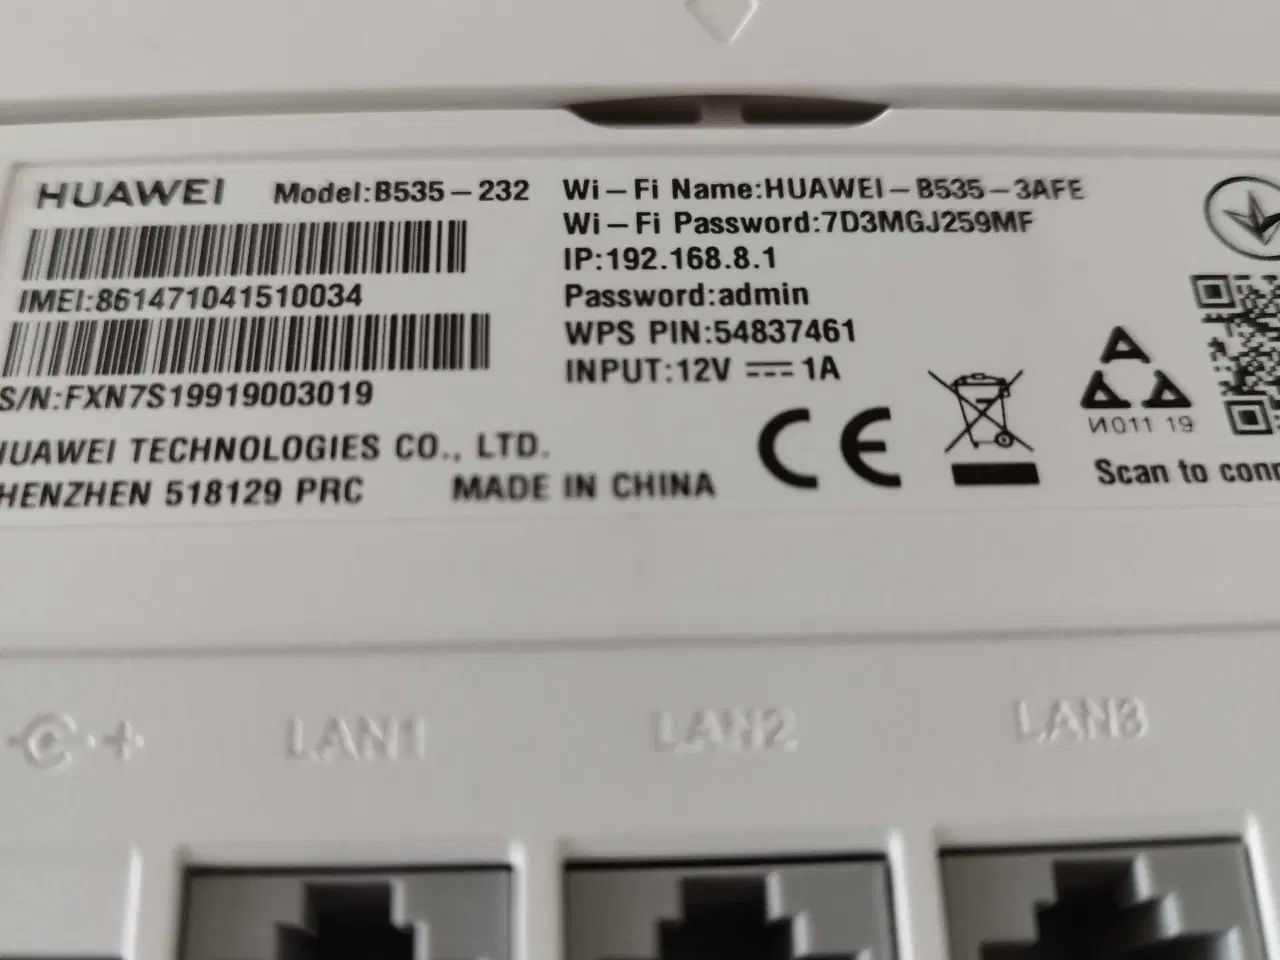 HUAWEI Model:B535-232
IMEI:861471041510034
S/N:FXN7S19919003019
HUAWEI TECHNOLOGIES CO., LTD.
HENZHEN 518129 PRC MADE IN CHINA
Wi-Fi Name:HUAWEI-B535-3AFE
Wi-Fi Password:7D3MGJ259MF
IP:192.168.8.1
Password:admin
WPS PIN:54837461
INPUT:12V ⎓ 1A
CE
И011 19
Scan to conn
LAN1 LAN2 LAN3